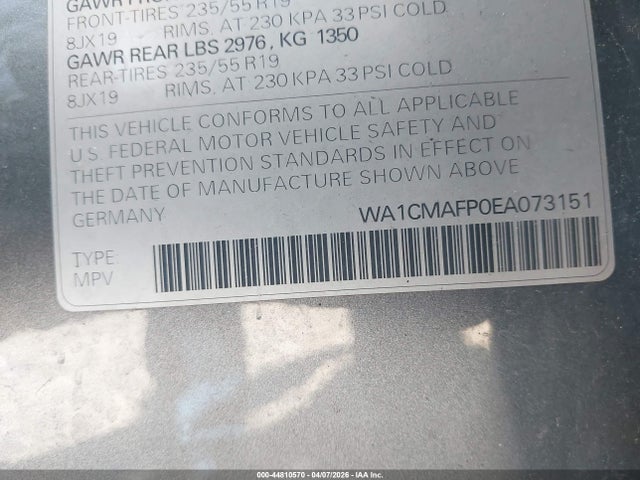 GAWR FRO
FRONT-TIRES 235/55 R19
8JX19 RIMS, AT 230 KPA 33 PSI COLD
GAWR REAR LBS 2976, KG 1350
REAR-TIRES 235/55 R19
8JX19 RIMS, AT 230 KPA 33 PSI COLD
THIS VEHICLE CONFORMS TO ALL APPLICABLE
U.S. FEDERAL MOTOR VEHICLE SAFETY AND
THEFT PREVENTION STANDARDS IN EFFECT ON
THE DATE OF MANUFACTURE SHOWN ABOVE
GERMANY WA1CMAFP0EA073151
TYPE:
MPV
000-44810570 - 04/07/2026 - IAA Inc.